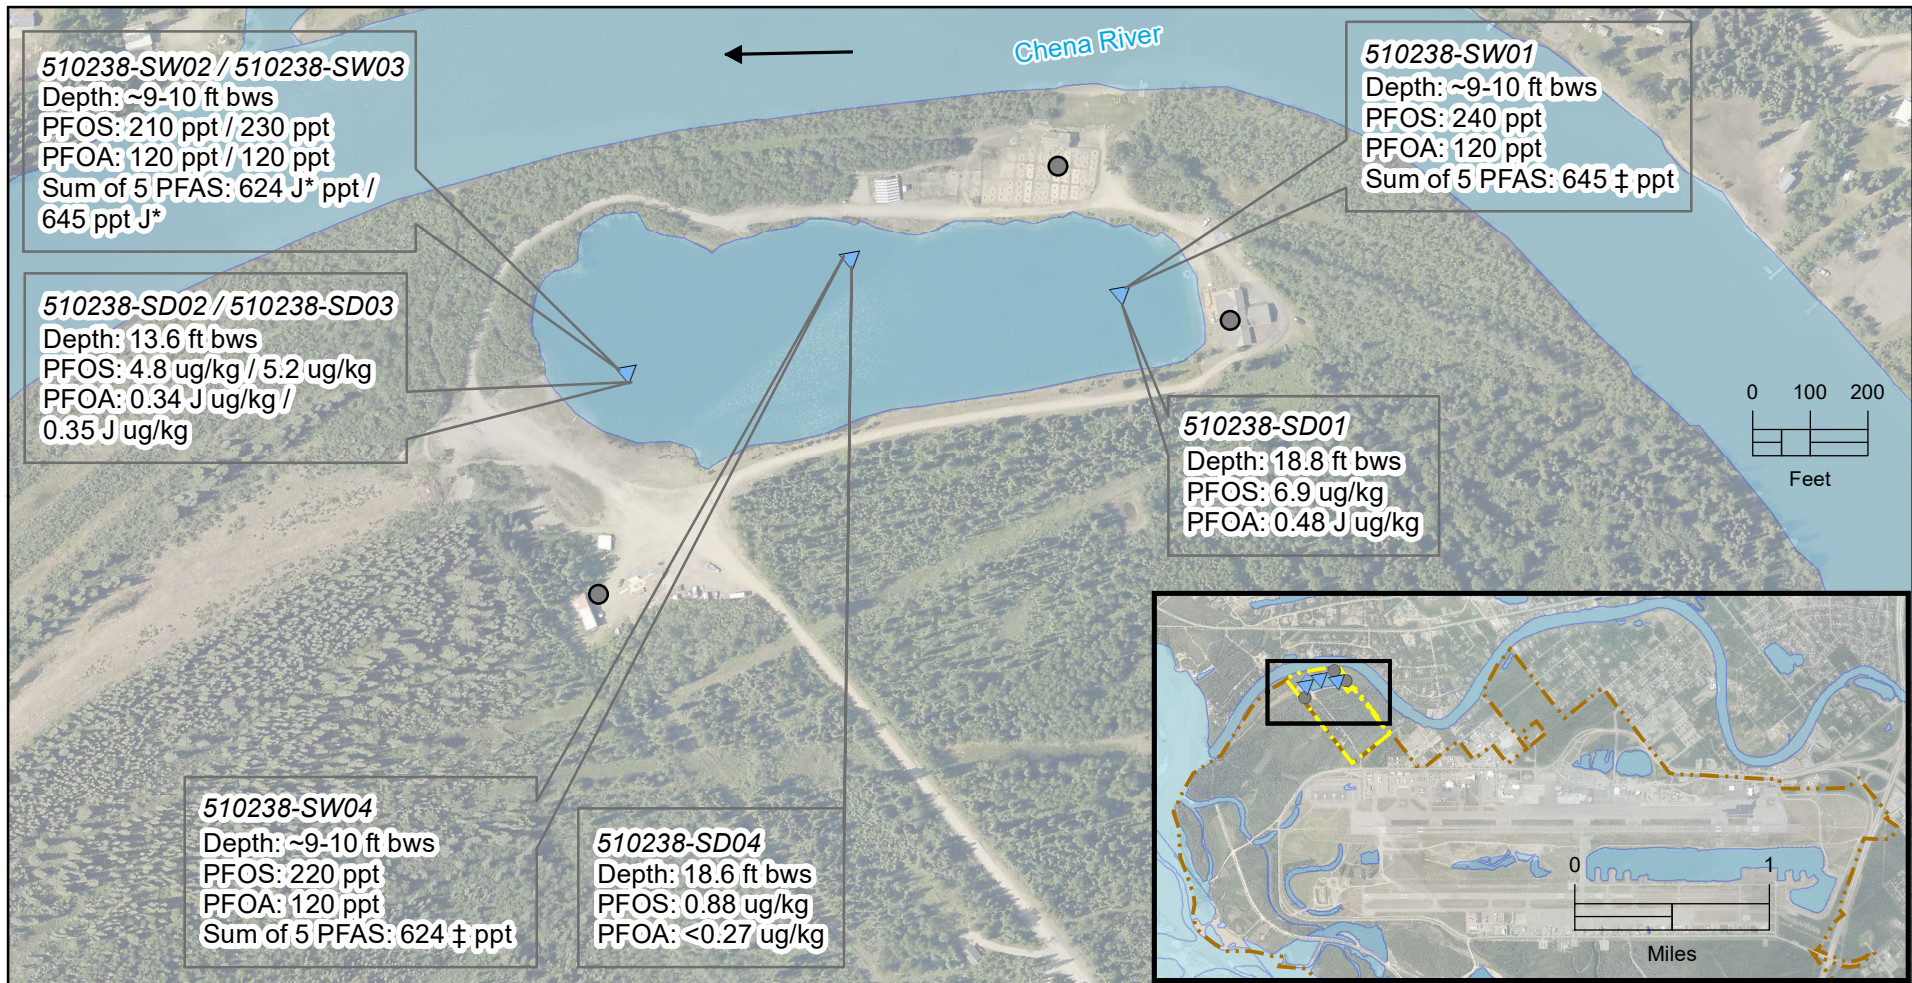 Chena River
510238-SW02 / 510238-SW03
Depth: ~9-10 ft bws
PFOS: 210 ppt / 230 ppt
PFOA: 120 ppt / 120 ppt
Sum of 5 PFAS: 624 J* ppt /
645 ppt J*
510238-SW01
Depth: ~9-10 ft bws
PFOS: 240 ppt
PFOA: 120 ppt
Sum of 5 PFAS: 645 ‡ ppt
510238-SD02 / 510238-SD03
Depth: 13.6 ft bws
PFOS: 4.8 ug/kg / 5.2 ug/kg
PFOA: 0.34 J ug/kg /
0.35 J ug/kg
510238-SD01
Depth: 18.8 ft bws
PFOS: 6.9 ug/kg
PFOA: 0.48 J ug/kg
0 100 200
Feet
510238-SW04
Depth: ~9-10 ft bws
PFOS: 220 ppt
PFOA: 120 ppt
Sum of 5 PFAS: 624 ‡ ppt
510238-SD04
Depth: 18.6 ft bws
PFOS: 0.88 ug/kg
PFOA: <0.27 ug/kg
0 1
Miles